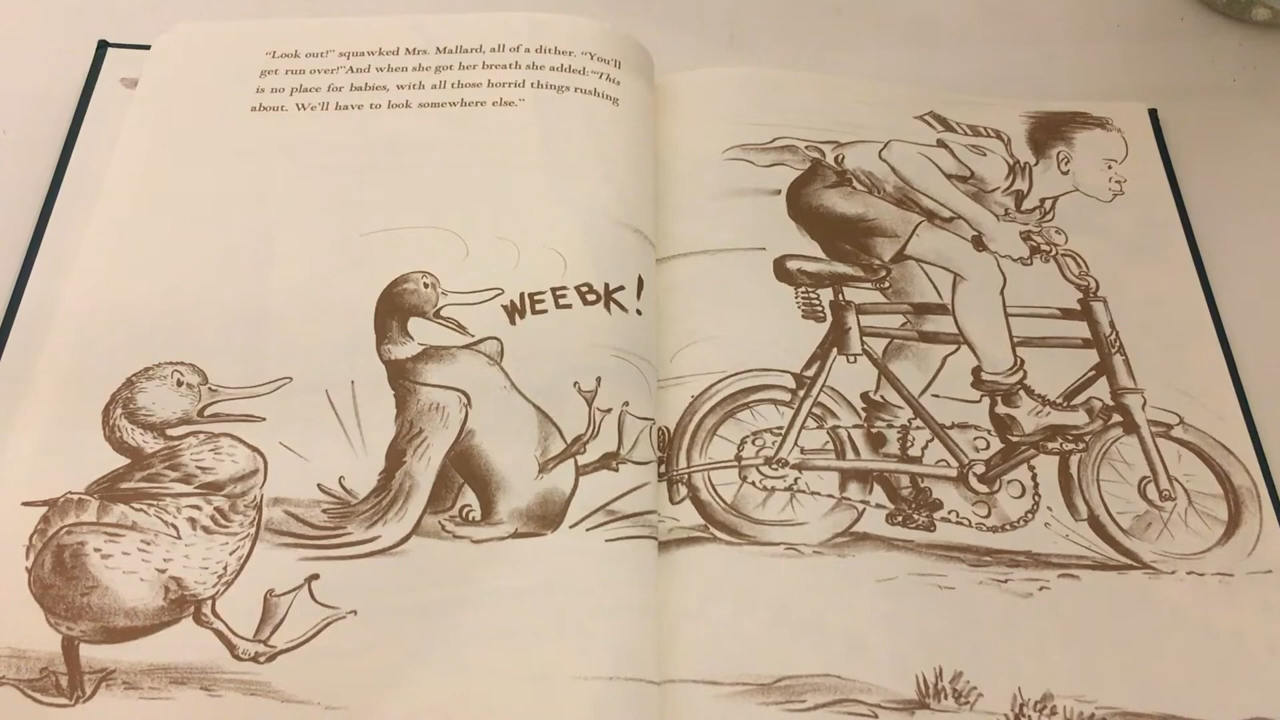 "Look out!" squawked Mrs. Mallard, all of a dither. "You'll
get run over!" And when she got her breath she added: "This
is no place for babies, with all those horrid things rushing
about. We'll have to look somewhere else."
WEEBK!